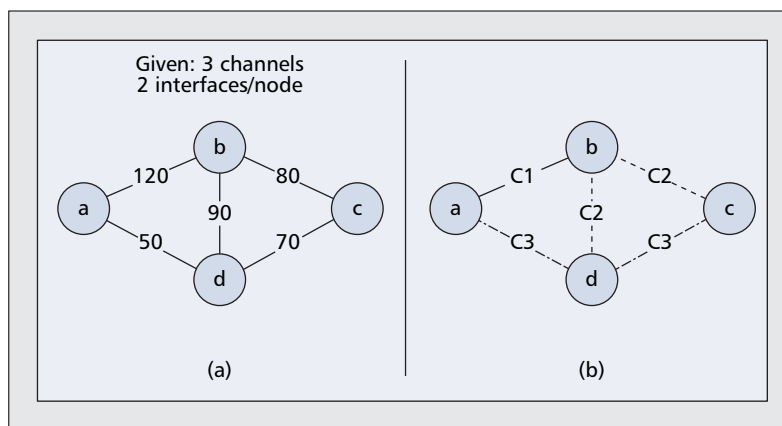 Given: 3 channels
2 interfaces/node
b
120
80
a
90
c
50
70
d
(a)
b
C1
C2
a
C2
c
C3
C3
d
(b)